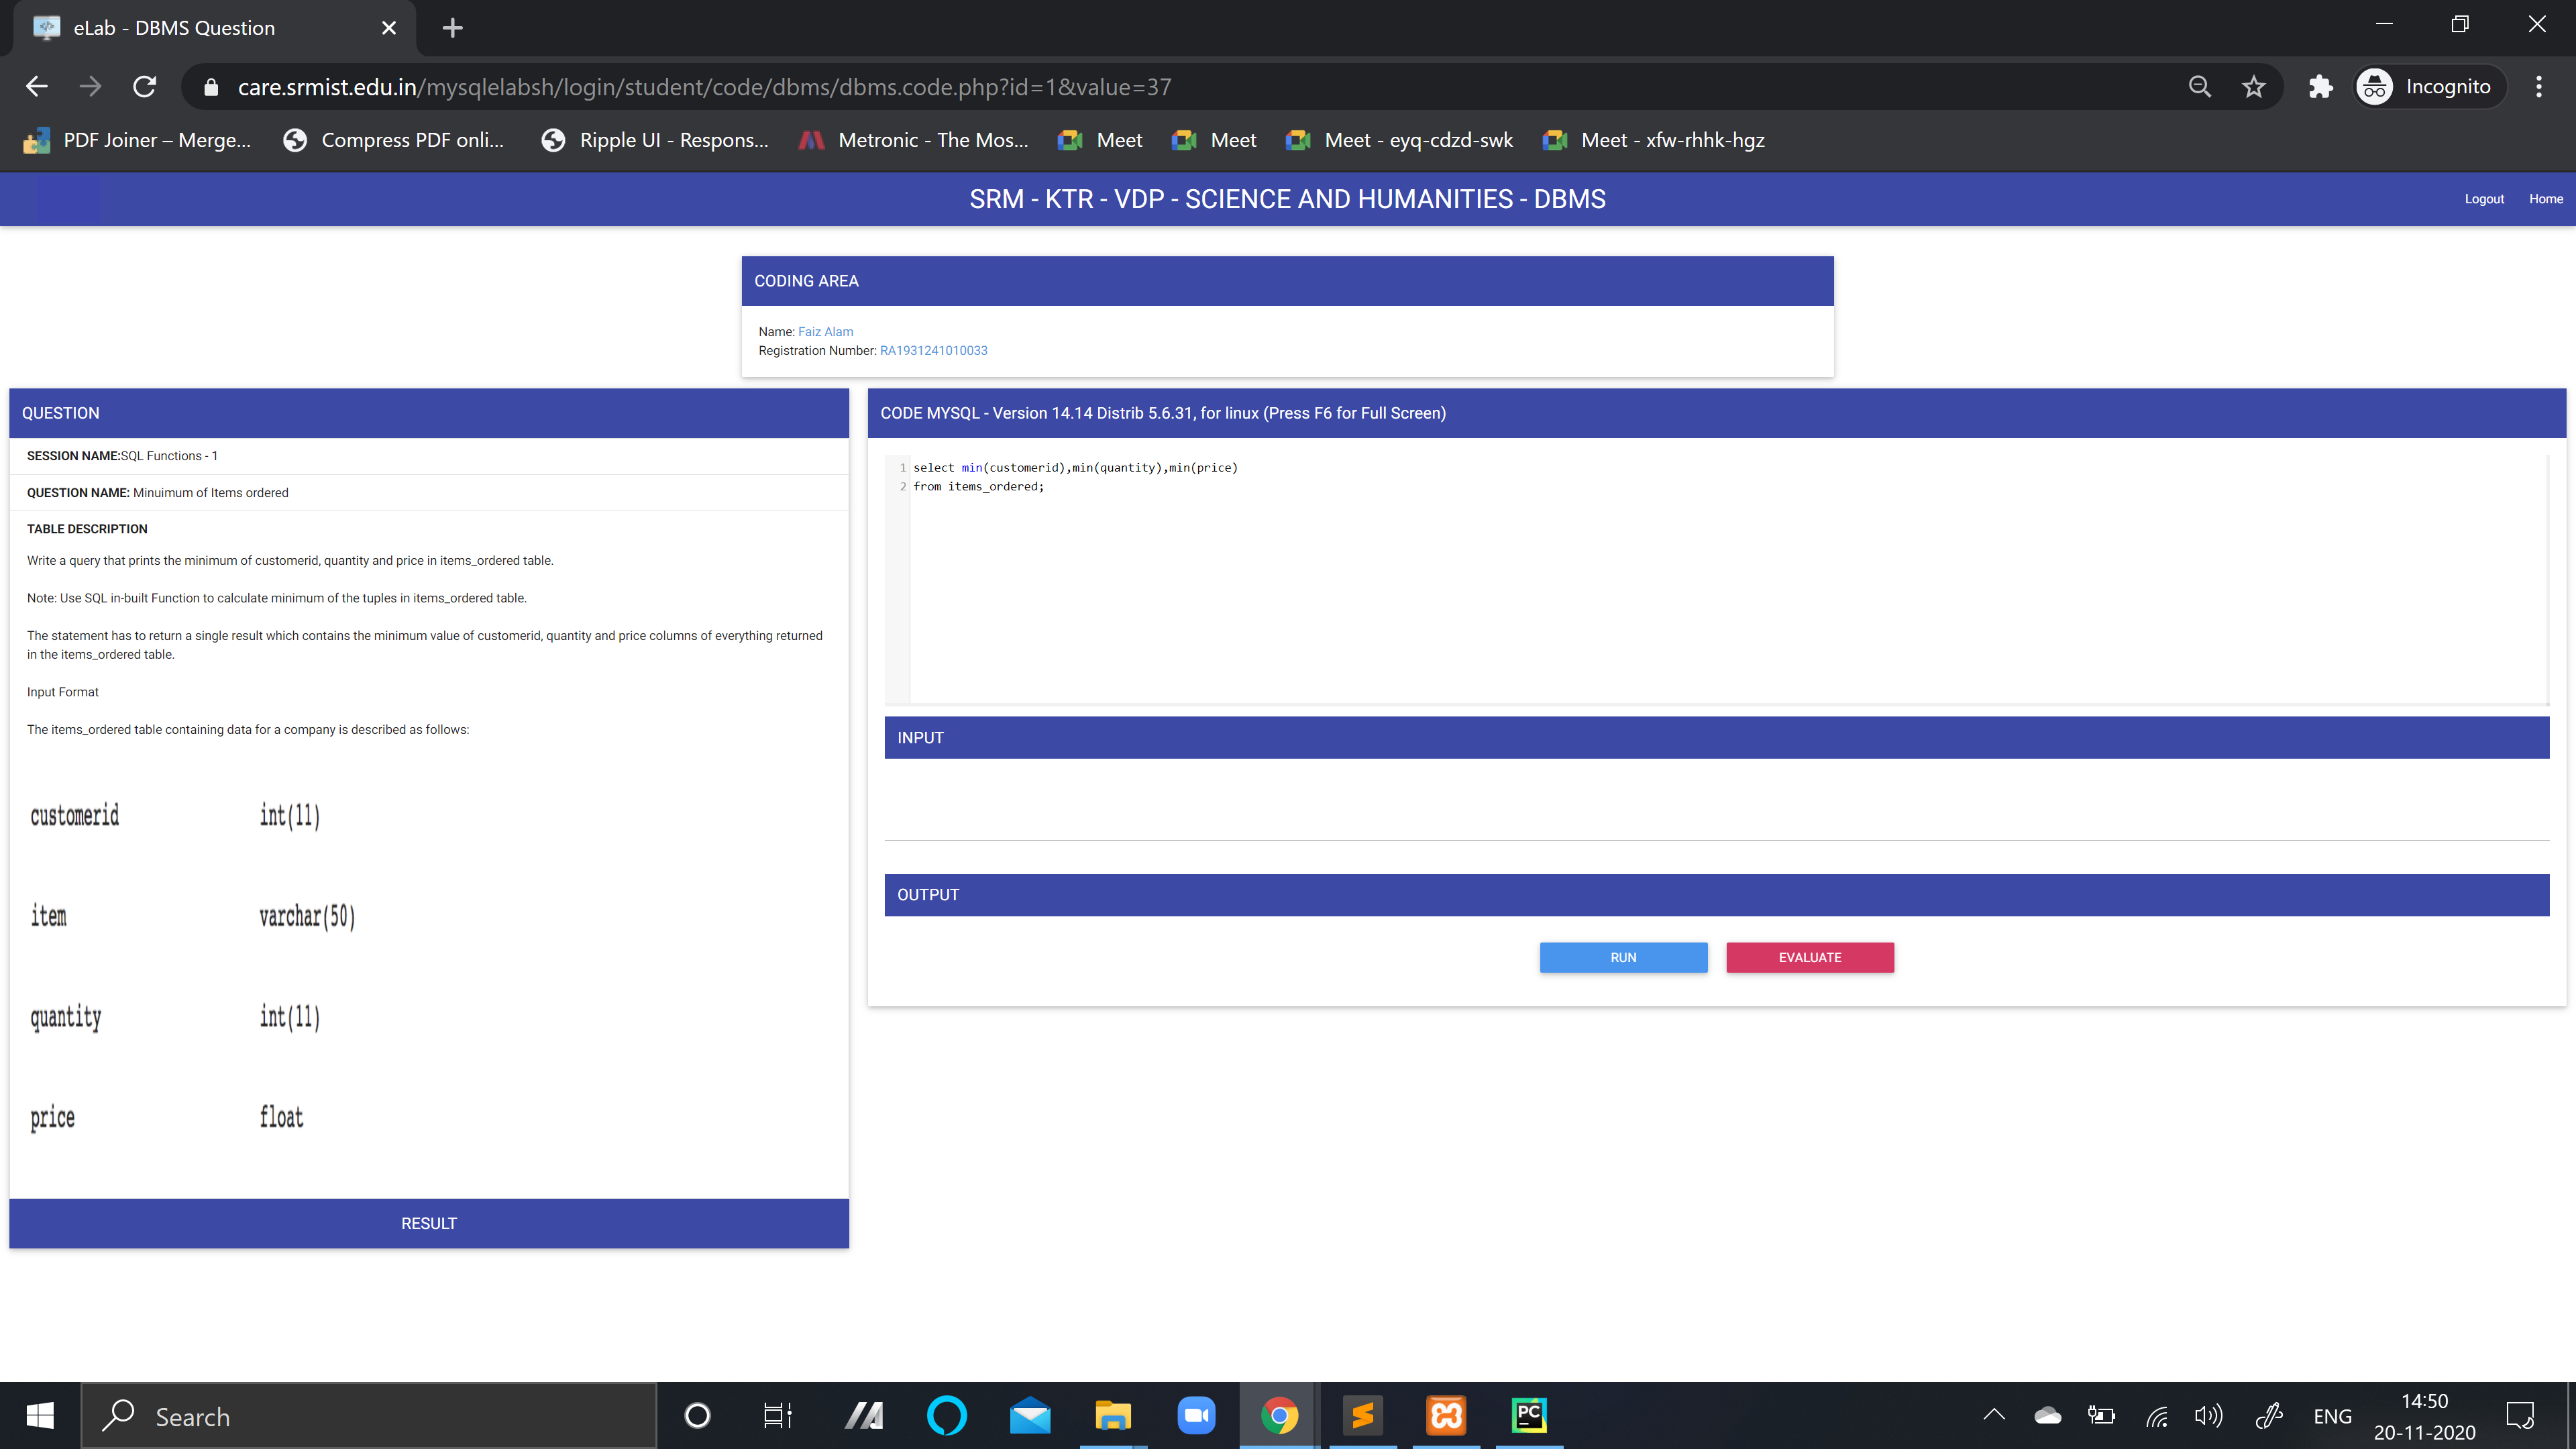 eLab - DBMS Question
care.srmist.edu.in/mysqlelabsh/login/student/code/dbms/dbms.code.php?id=1&value=37
Incognito
PDF Joiner – Merge...
Compress PDF onli...
Ripple UI - Respons...
Metronic - The Mos...
Meet
Meet
Meet - eyq-cdzd-swk
Meet - xfw-rhhk-hgz
SRM - KTR - VDP - SCIENCE AND HUMANITIES - DBMS
Logout
Home
CODING AREA
Name: Faiz Alam
Registration Number: RA1931241010033
QUESTION
SESSION NAME:SQL Functions - 1
QUESTION NAME: Minuimum of Items ordered
TABLE DESCRIPTION
Write a query that prints the minimum of customerid, quantity and price in items_ordered table.
Note: Use SQL in-built Function to calculate minimum of the tuples in items_ordered table.
The statement has to return a single result which contains the minimum value of customerid, quantity and price columns of everything returned
in the items_ordered table.
Input Format
The items_ordered table containing data for a company is described as follows:
customerid int(11)
item varchar(50)
quantity int(11)
price float
RESULT
CODE MYSQL - Version 14.14 Distrib 5.6.31, for linux (Press F6 for Full Screen)
1 select min(customerid),min(quantity),min(price)
2 from items_ordered;
INPUT
OUTPUT
RUN
EVALUATE
Search
PC
ENG
14:50
20-11-2020